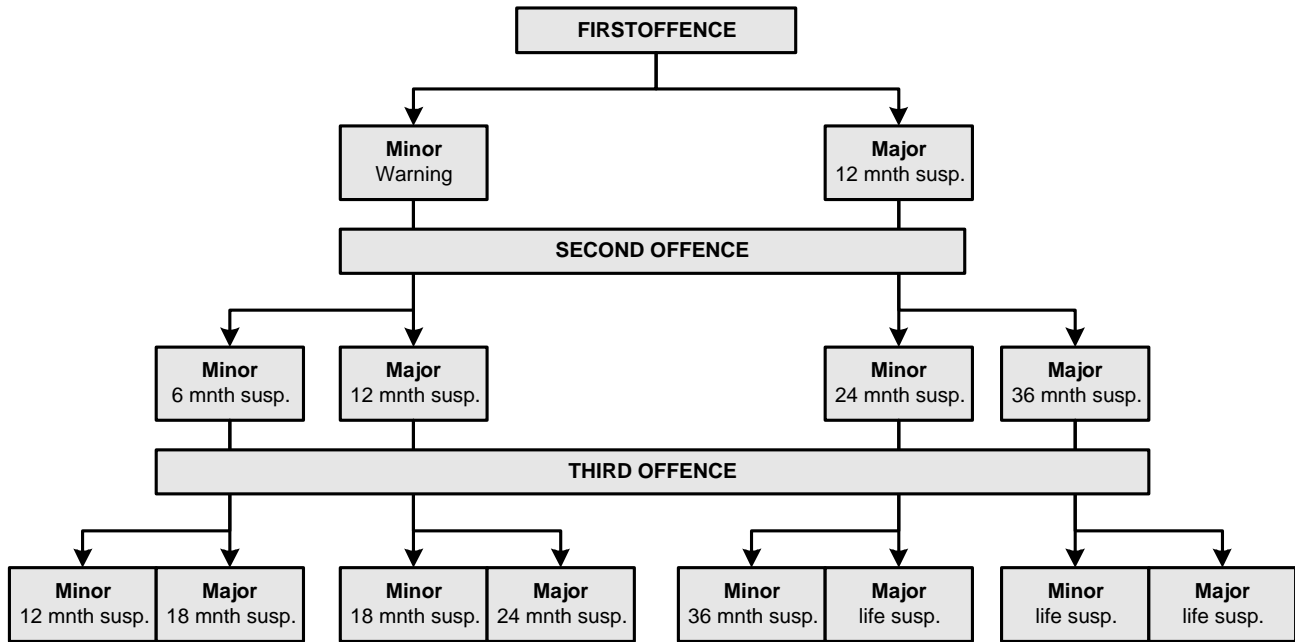 FIRSTOFFENCE
Minor
Warning
Major
12 mnth susp.
SECOND OFFENCE
Minor
6 mnth susp.
Major
12 mnth susp.
Minor
24 mnth susp.
Major
36 mnth susp.
THIRD OFFENCE
Minor
12 mnth susp.
Major
18 mnth susp.
Minor
18 mnth susp.
Major
24 mnth susp.
Minor
36 mnth susp.
Major
life susp.
Minor
life susp.
Major
life susp.